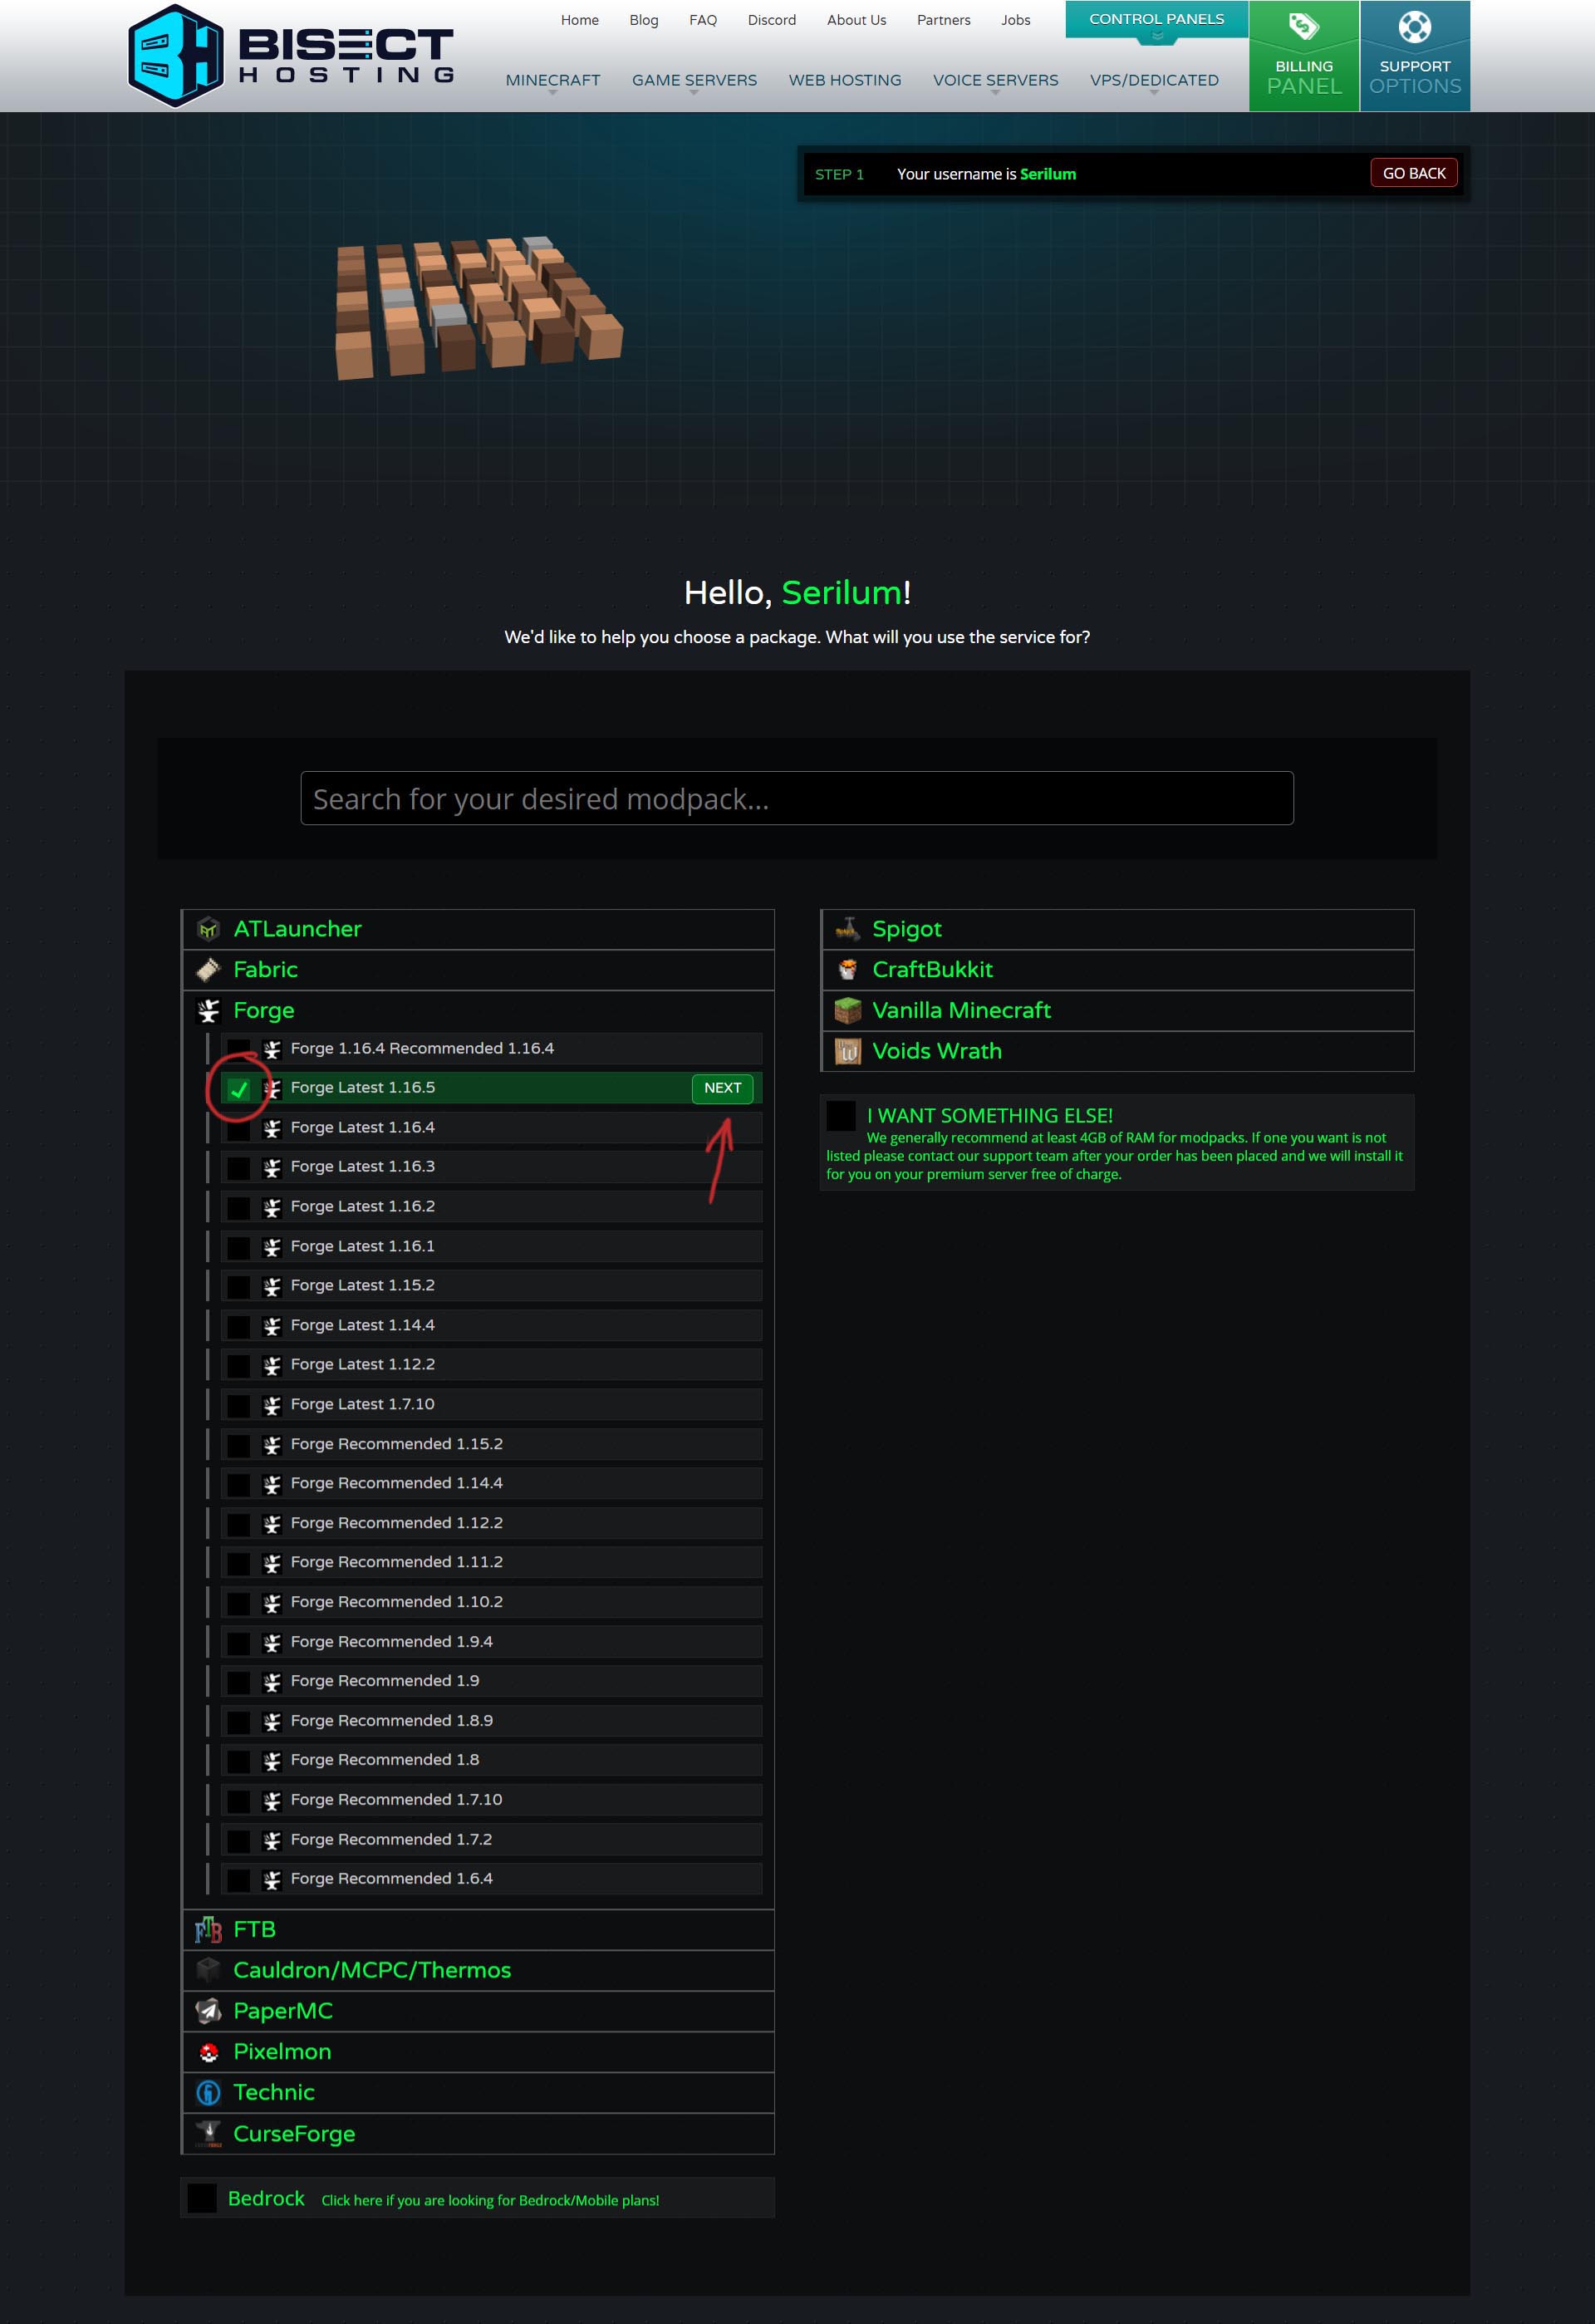 BISECT
HOSTING
Home Blog FAQ Discord About Us Partners Jobs
CONTROL PANELS
MINECRAFT GAME SERVERS WEB HOSTING VOICE SERVERS VPS/DEDICATED
BILLING
PANEL
SUPPORT
OPTIONS
STEP 1 Your username is Serilum GO BACK
Hello, Serilum!
We'd like to help you choose a package. What will you use the service for?
Search for your desired modpack...
ATLauncher
Fabric
Forge
Forge 1.16.4 Recommended 1.16.4
Forge Latest 1.16.5 NEXT
Forge Latest 1.16.4
Forge Latest 1.16.3
Forge Latest 1.16.2
Forge Latest 1.16.1
Forge Latest 1.15.2
Forge Latest 1.14.4
Forge Latest 1.12.2
Forge Latest 1.7.10
Forge Recommended 1.15.2
Forge Recommended 1.14.4
Forge Recommended 1.12.2
Forge Recommended 1.11.2
Forge Recommended 1.10.2
Forge Recommended 1.9.4
Forge Recommended 1.9
Forge Recommended 1.8.9
Forge Recommended 1.8
Forge Recommended 1.7.10
Forge Recommended 1.7.2
Forge Recommended 1.6.4
FTB
Cauldron/MCPC/Thermos
PaperMC
Pixelmon
Technic
CurseForge
Bedrock Click here if you are looking for Bedrock/Mobile plans!
Spigot
CraftBukkit
Vanilla Minecraft
Voids Wrath
I WANT SOMETHING ELSE!
We generally recommend at least 4GB of RAM for modpacks. If one you want is not
listed please contact our support team after your order has been placed and we will install it
for you on your premium server free of charge.